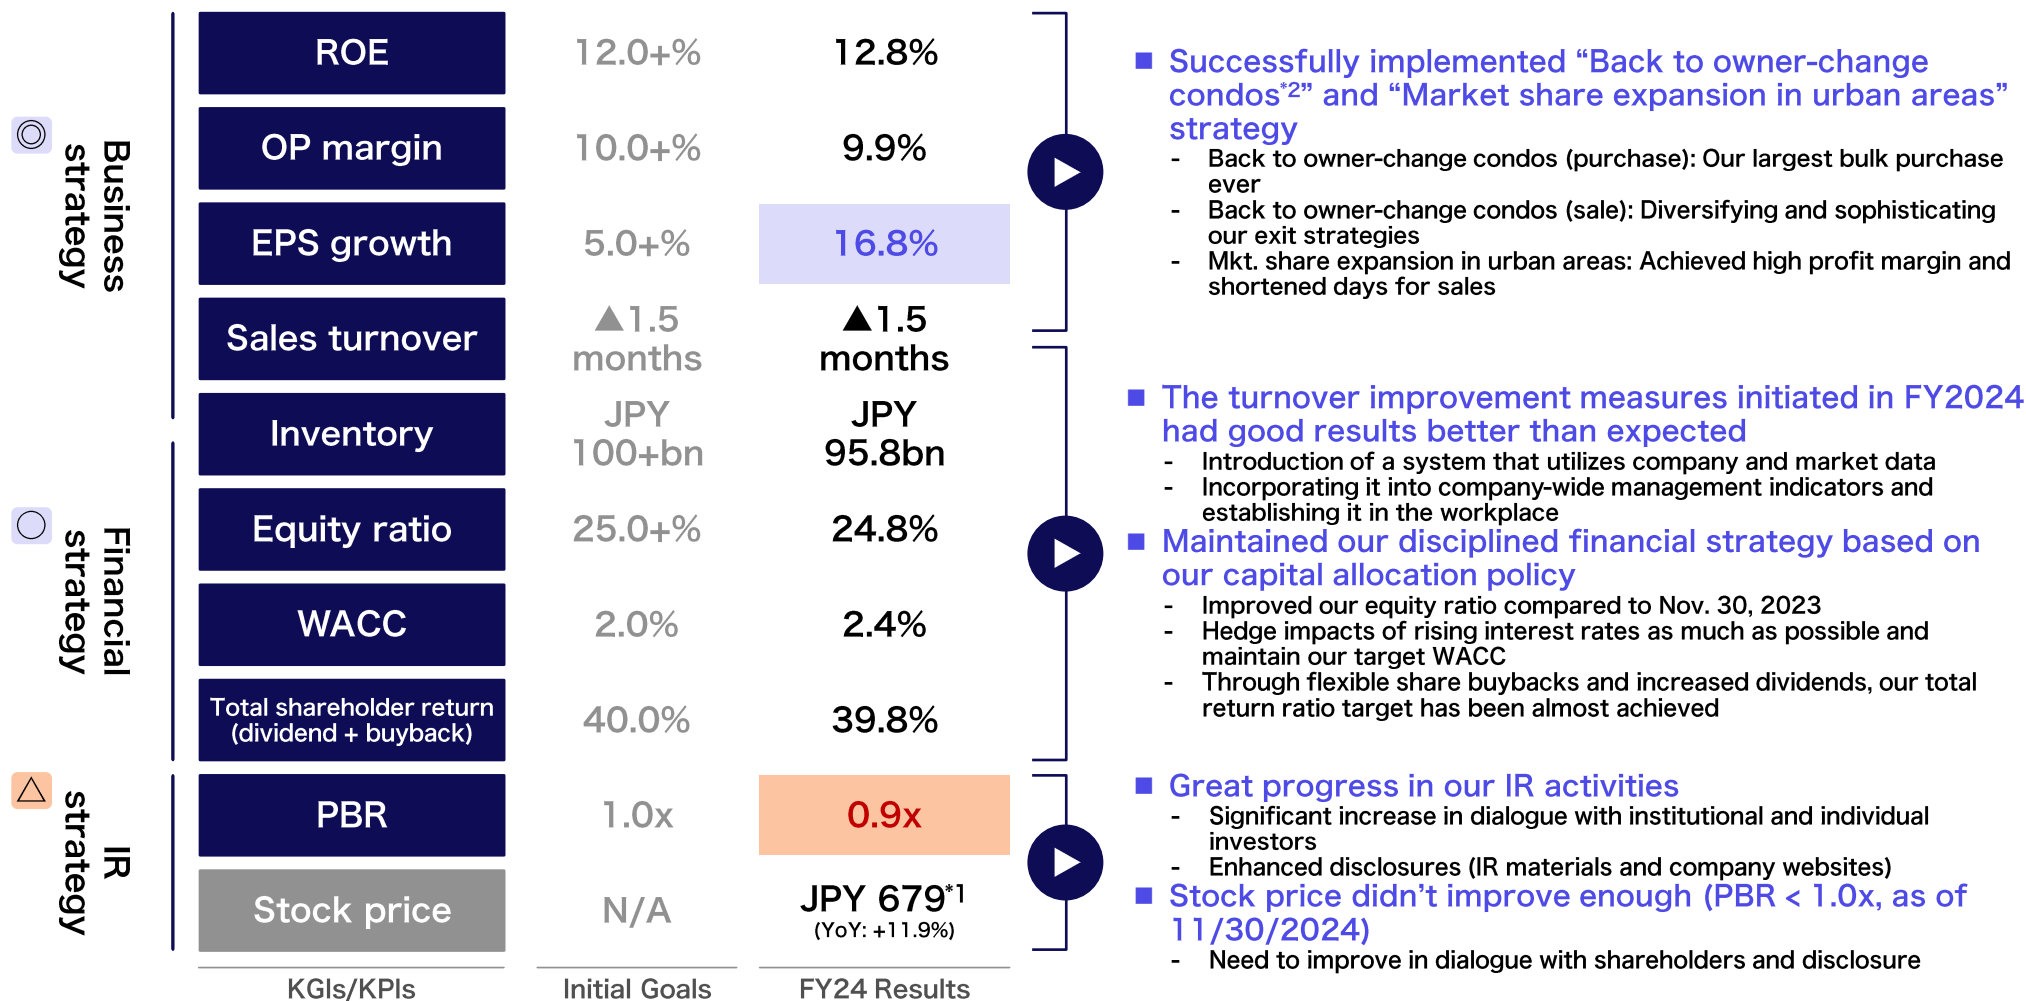 Business
strategy
ROE
12.0+%
12.8%
OP margin
10.0+%
9.9%
EPS growth
5.0+%
16.8%
Sales turnover
▲1.5
months
▲1.5
months
Inventory
JPY
100+bn
JPY
95.8bn
Financial
strategy
Equity ratio
25.0+%
24.8%
WACC
2.0%
2.4%
Total shareholder return
(dividend + buyback)
40.0%
39.8%
IR
strategy
PBR
1.0x
0.9x
Stock price
N/A
JPY 679*1
(YoY: +11.9%)
KGIs/KPIs
Initial Goals
FY24 Results
■ Successfully implemented “Back to owner-change
condos*2” and “Market share expansion in urban areas”
strategy
- Back to owner-change condos (purchase): Our largest bulk purchase
ever
- Back to owner-change condos (sale): Diversifying and sophisticating
our exit strategies
- Mkt. share expansion in urban areas: Achieved high profit margin and
shortened days for sales
■ The turnover improvement measures initiated in FY2024
had good results better than expected
- Introduction of a system that utilizes company and market data
- Incorporating it into company-wide management indicators and
establishing it in the workplace
■ Maintained our disciplined financial strategy based on
our capital allocation policy
- Improved our equity ratio compared to Nov. 30, 2023
- Hedge impacts of rising interest rates as much as possible and
maintain our target WACC
- Through flexible share buybacks and increased dividends, our total
return ratio target has been almost achieved
■ Great progress in our IR activities
- Significant increase in dialogue with institutional and individual
investors
- Enhanced disclosures (IR materials and company websites)
■ Stock price didn’t improve enough (PBR < 1.0x, as of
11/30/2024)
- Need to improve in dialogue with shareholders and disclosure